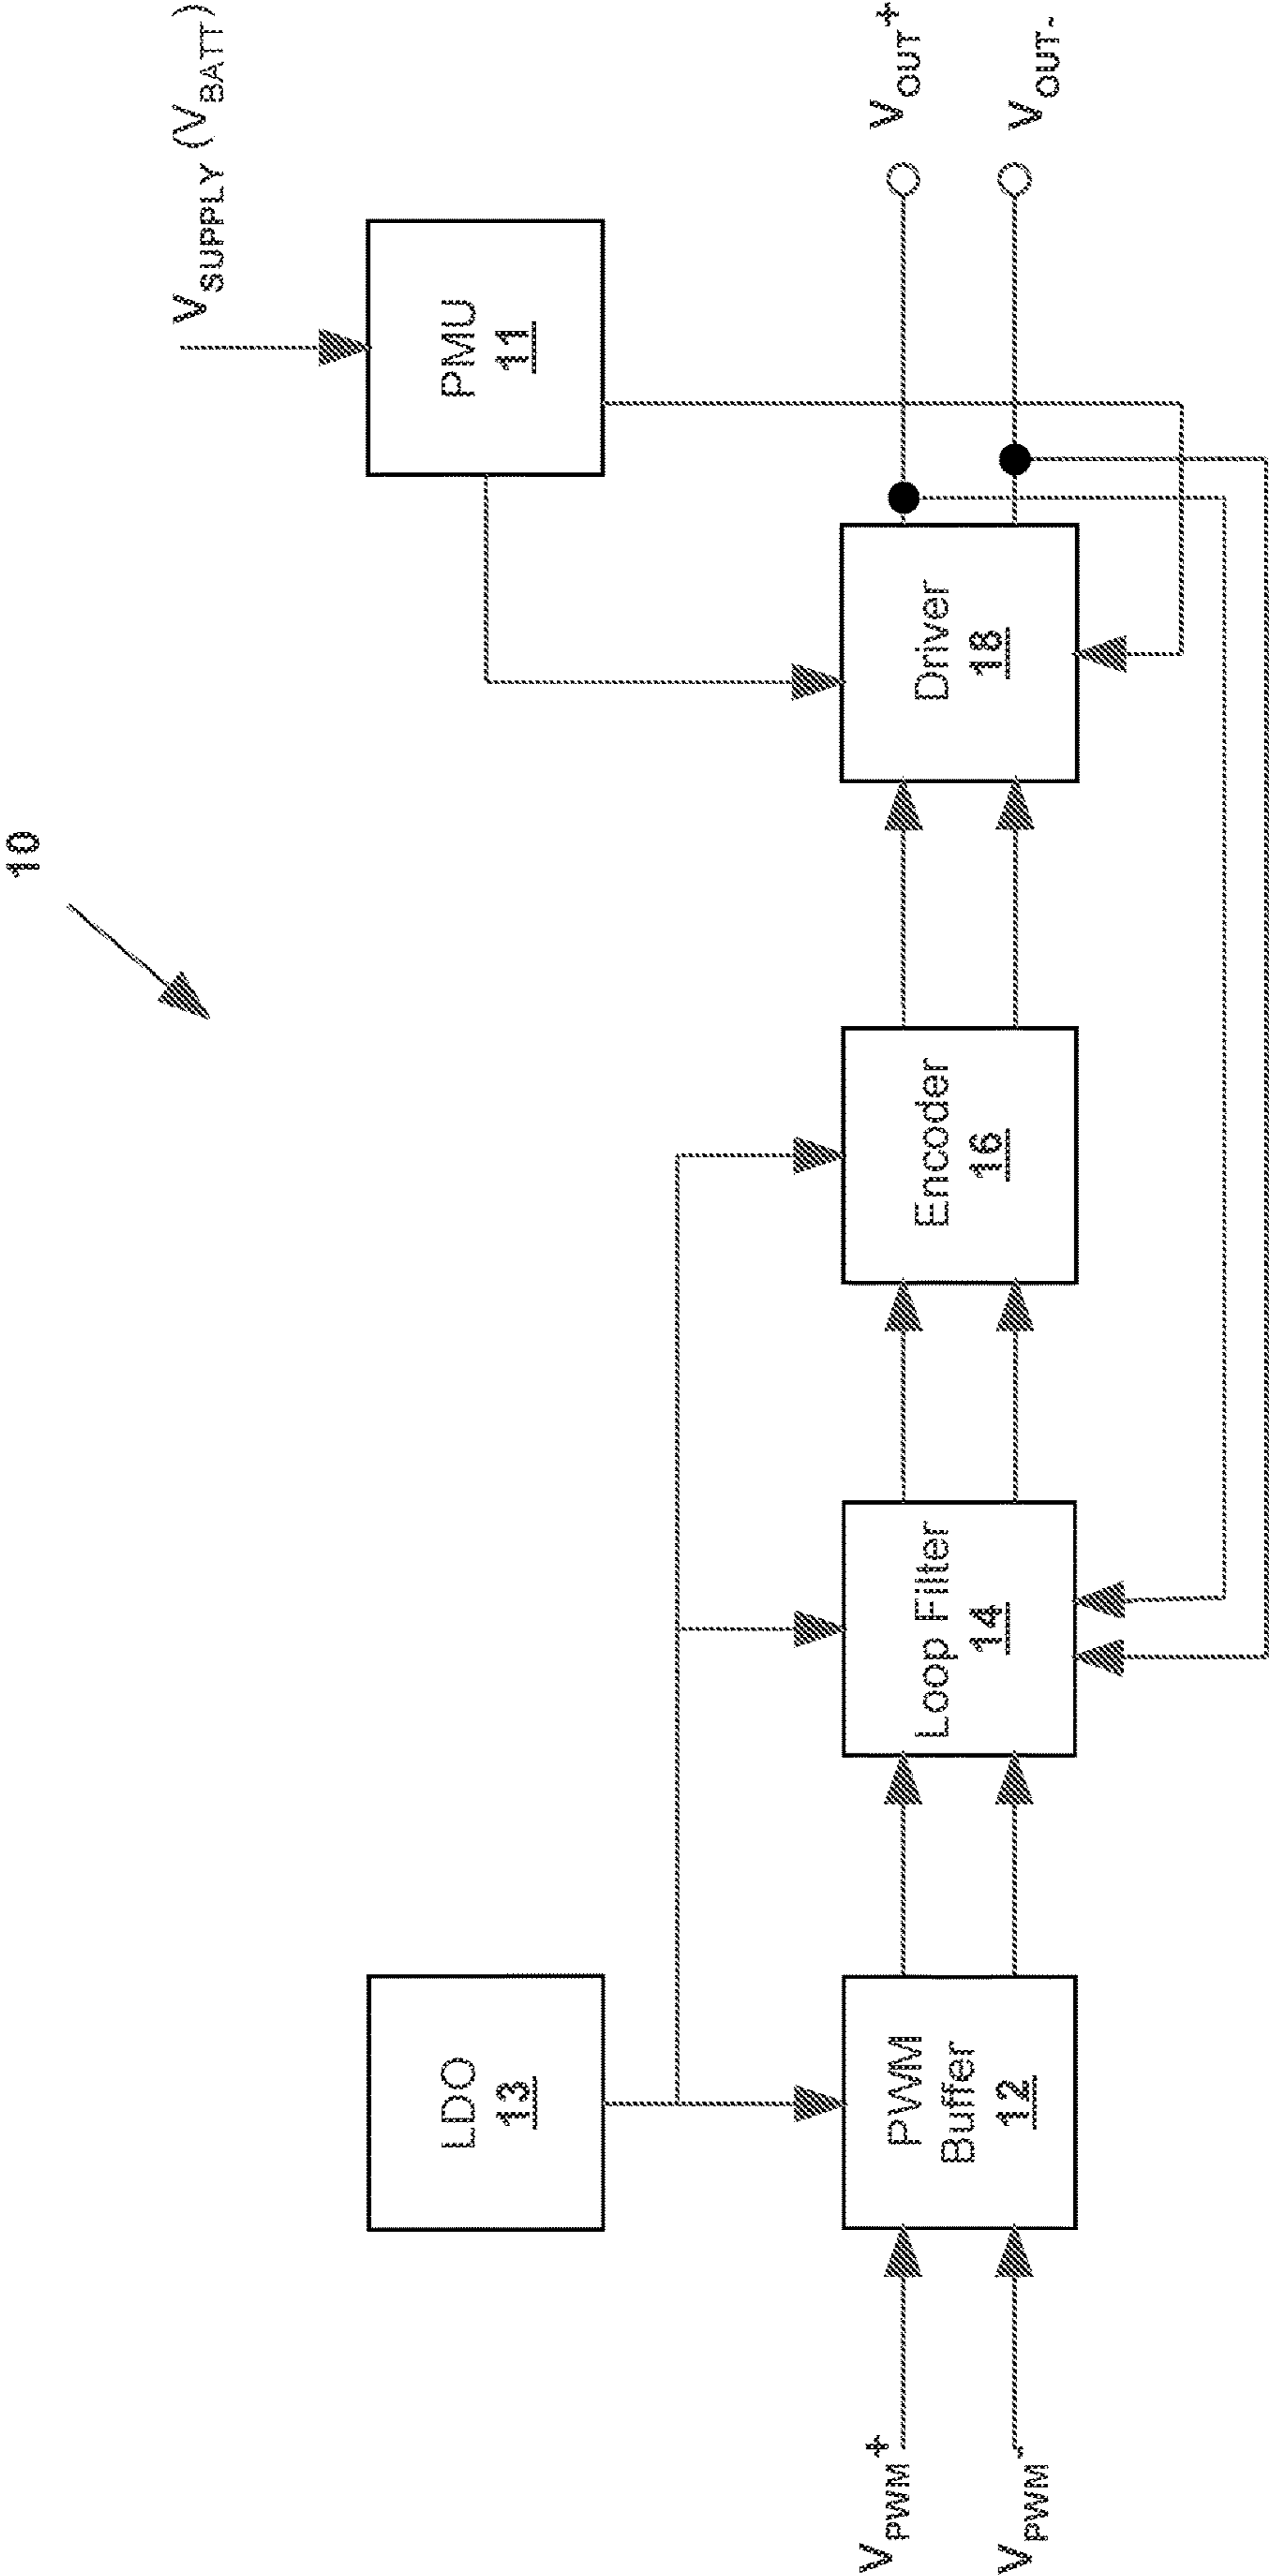 10
VSUPPLY (VBATT)
LDO
13
PMU
11
VPWM+
VPWM-
PWM
Buffer
12
Loop Filter
14
Encoder
16
Driver
18
VOUT+
VOUT-